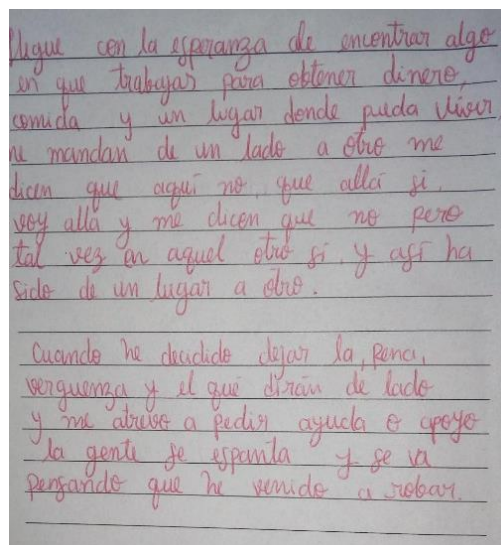 llegue con la esperanza de encontrar algo
en que trabajar para obtener dinero,
comida y un lugar donde pueda vivir,
me mandan de un lado a otro me
dicen que aquí no, que allá si,
voy allá y me dicen que no pero
tal vez en aquel otro si, y así ha
sido de un lugar a otro.
Cuando he decidido dejar la, pena,
verguenza y el qué dirán de lado
y me atrevo a pedir ayuda o apoyo
la gente se espanta y se va
pensando que he venido a robar.